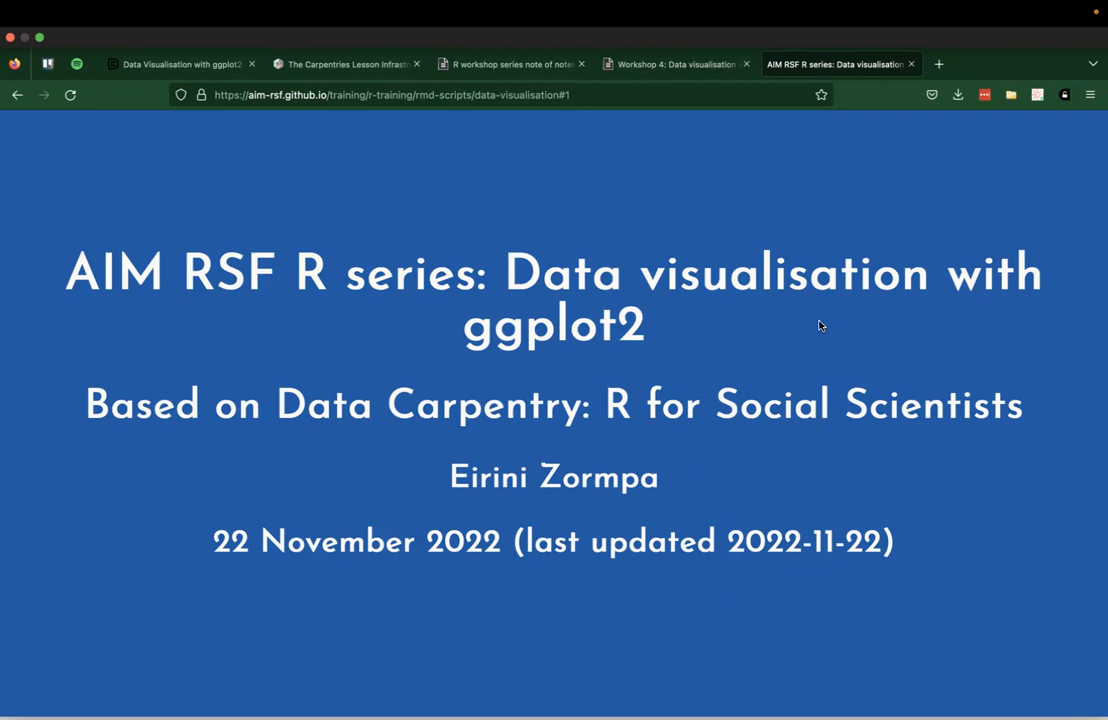 Data Visualisation with ggplot2
The Carpentries Lesson Infrastr
R workshop series note of note
Workshop 4: Data visualisation
AIM RSF R series: Data visualisation
https://aim-rsf.github.io/training/r-training/rmd-scripts/data-visualisation#1
AIM RSF R series: Data visualisation with
ggplot2
Based on Data Carpentry: R for Social Scientists
Eirini Zormpa
22 November 2022 (last updated 2022-11-22)